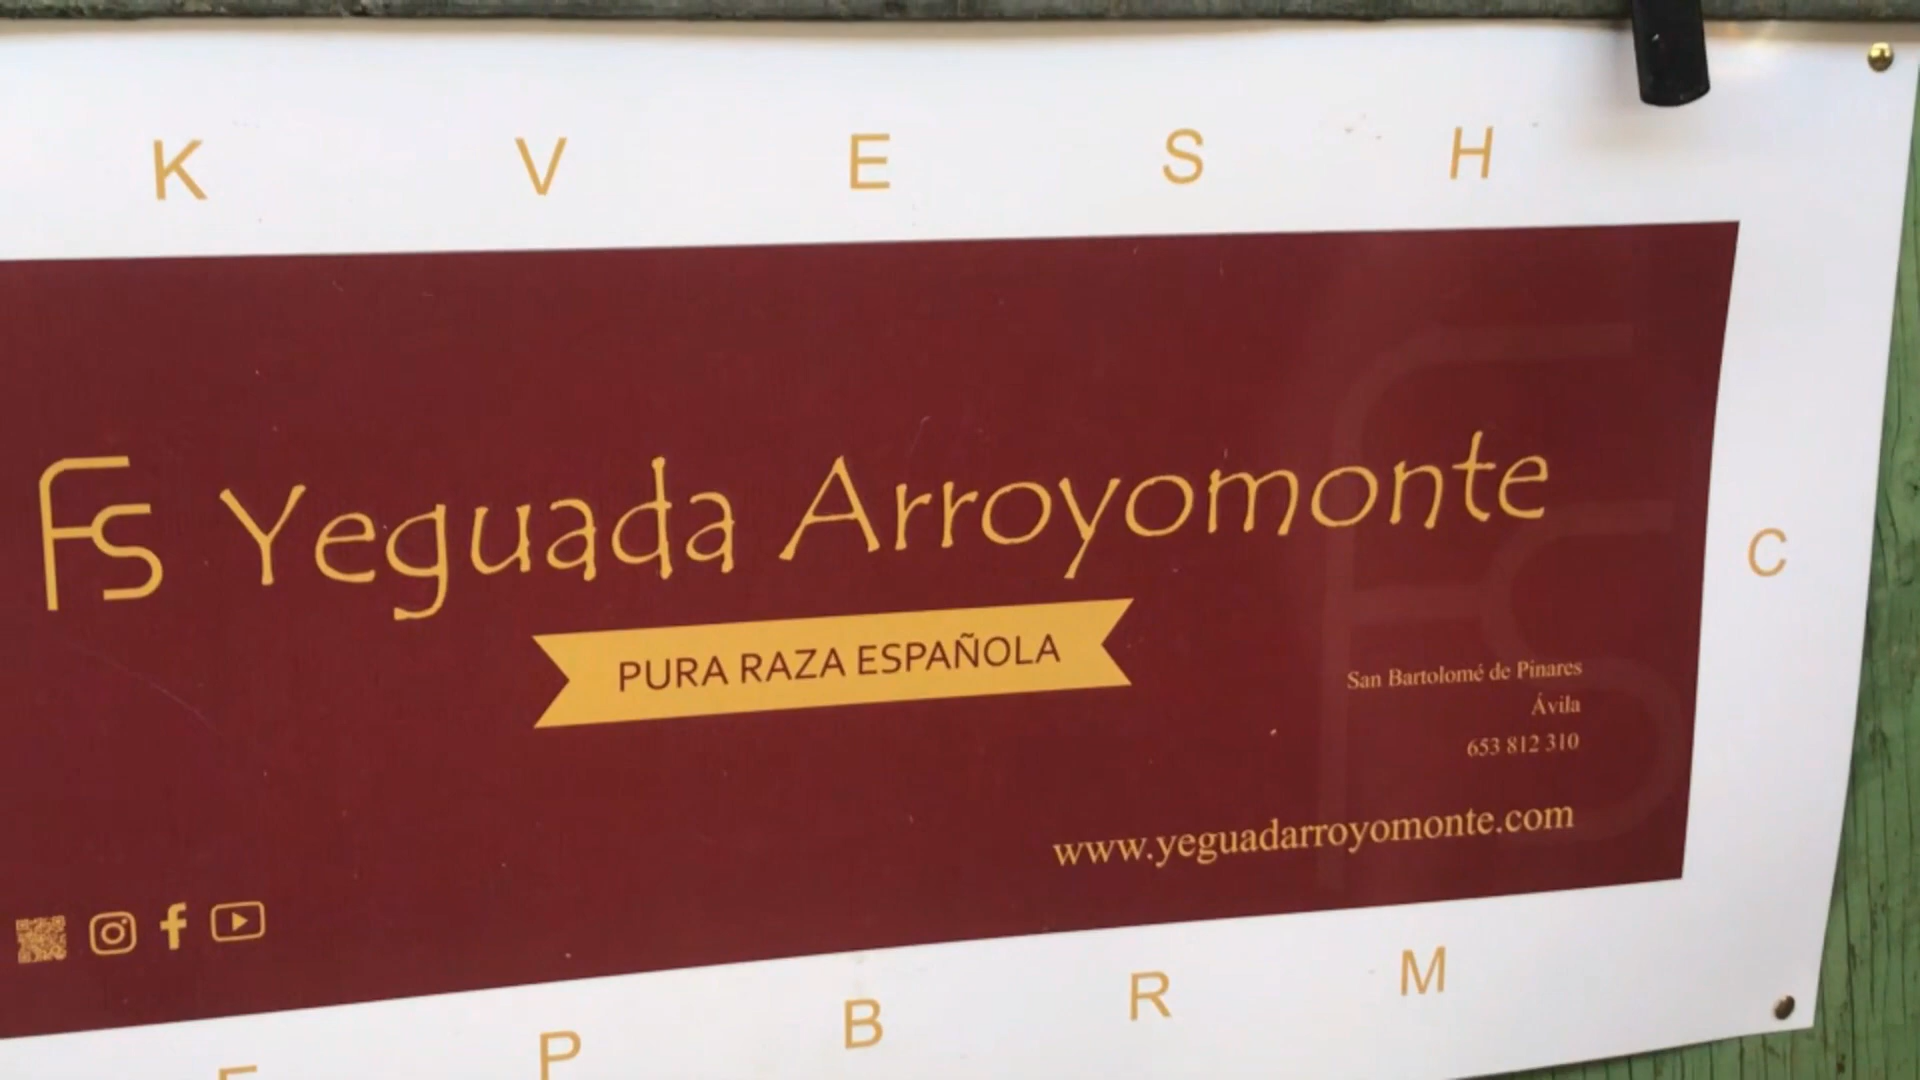 K V E S H
FS Yeguada Arroyomonte
C
PURA RAZA ESPAÑOLA
San Bartolomé de Pinares
Ávila
653 812 310
www.yeguadarroyomonte.com
F P B R M